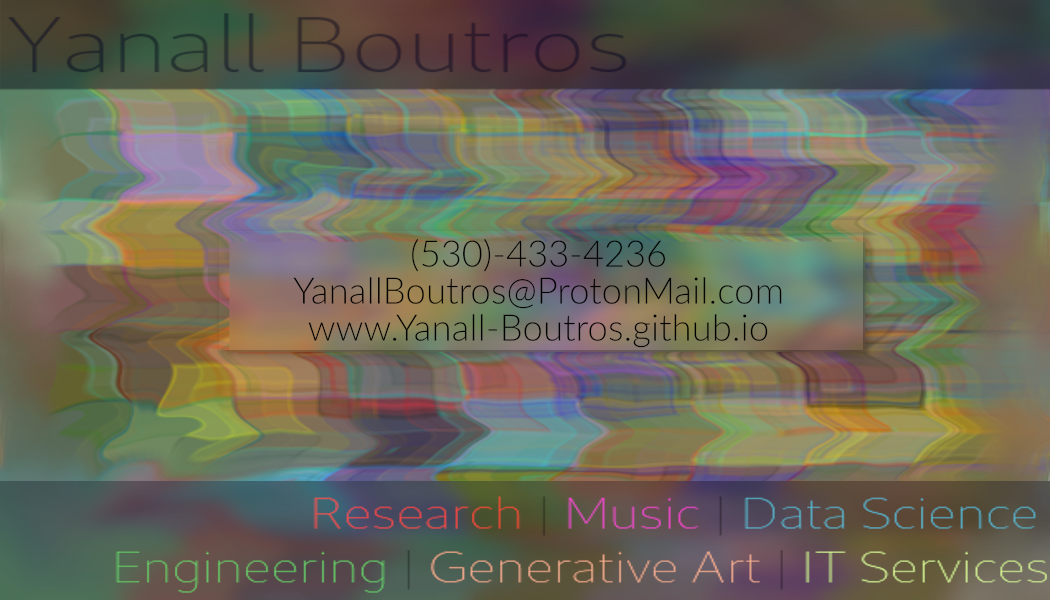 Yanall Boutros
(530)-433-4236
YanallBoutros@ProtonMail.com
www.Yanall-Boutros.github.io
Research | Music | Data Science
Engineering | Generative Art | IT Services